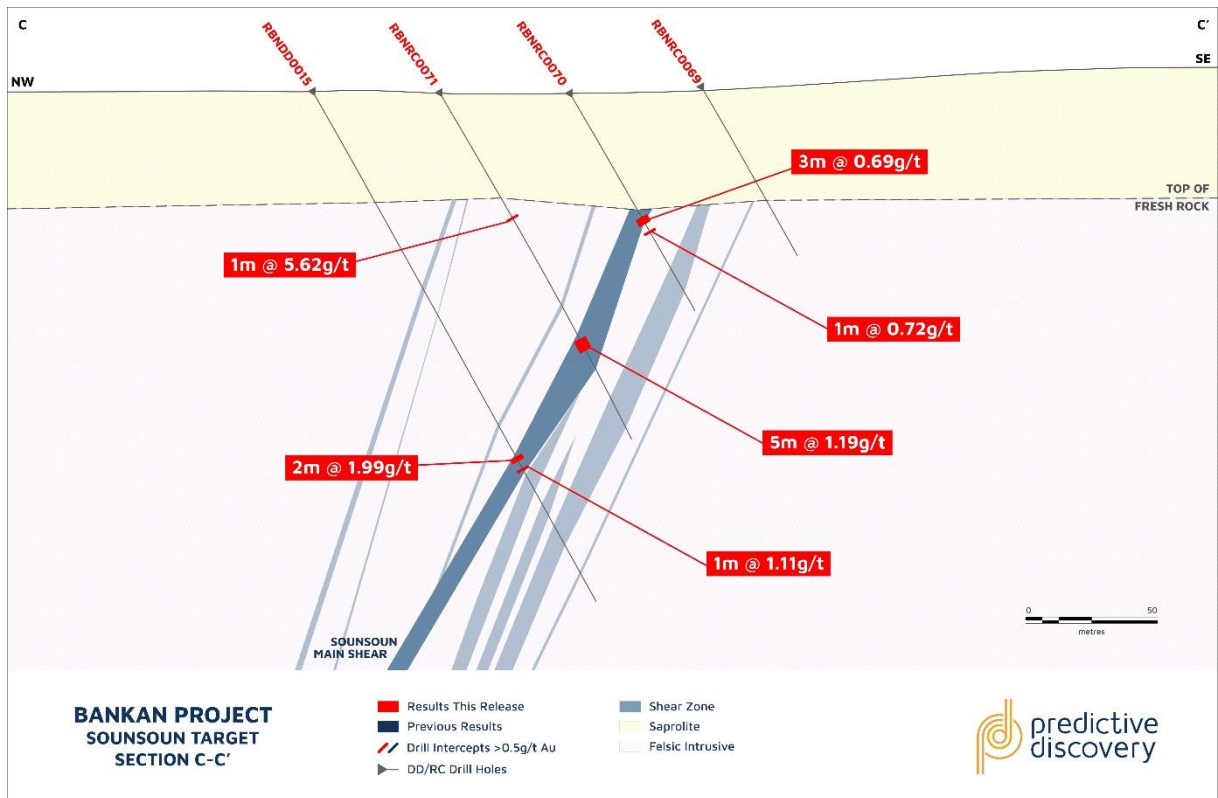 C
C’
RBNDD0015
RBNRC0071
RBNRC0070
RBNRC0069
NW
SE
3m @ 0.69g/t
TOP OF
FRESH ROCK
1m @ 5.62g/t
1m @ 0.72g/t
5m @ 1.19g/t
2m @ 1.99g/t
1m @ 1.11g/t
0 50
metres
SOUNSOUN
MAIN SHEAR
BANKAN PROJECT
SOUNSOUN TARGET
SECTION C-C’
Results This Release
Previous Results
Drill Intercepts >0.5g/t Au
DD/RC Drill Holes
Shear Zone
Saprolite
Felsic Intrusive
predictive
discovery